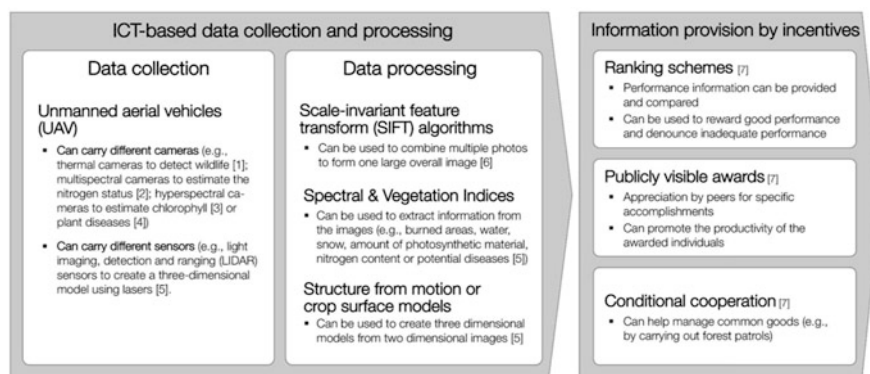 ICT-based data collection and processing
Data collection
Unmanned aerial vehicles
(UAV)
▪ Can carry different cameras (e.g.,
thermal cameras to detect wildlife [1];
multispectral cameras to estimate the
nitrogen status [2]; hyperspectral ca-
meras to estimate chlorophyll [3] or
plant diseases [4])
▪ Can carry different sensors (e.g., light
imaging, detection and ranging (LIDAR)
sensors to create a three-dimensional
model using lasers [5].
Data processing
Scale-invariant feature
transform (SIFT) algorithms
▪ Can be used to combine multiple photos
to form one large overall image [6]
Spectral & Vegetation Indices
▪ Can be used to extract information from
the images (e.g., burned areas, water,
snow, amount of photosynthetic material,
nitrogen content or potential diseases [5])
Structure from motion or
crop surface models
▪ Can be used to create three dimensional
models from two dimensional images [5]
Information provision by incentives
Ranking schemes [7]
▪ Performance information can be provided
and compared
▪ Can be used to reward good performance
and denounce inadequate performance
Publicly visible awards [7]
▪ Appreciation by peers for specific
accomplishments
▪ Can promote the productivity of the
awarded individuals
Conditional cooperation [7]
▪ Can help manage common goods (e.g.,
by carrying out forest patrols)